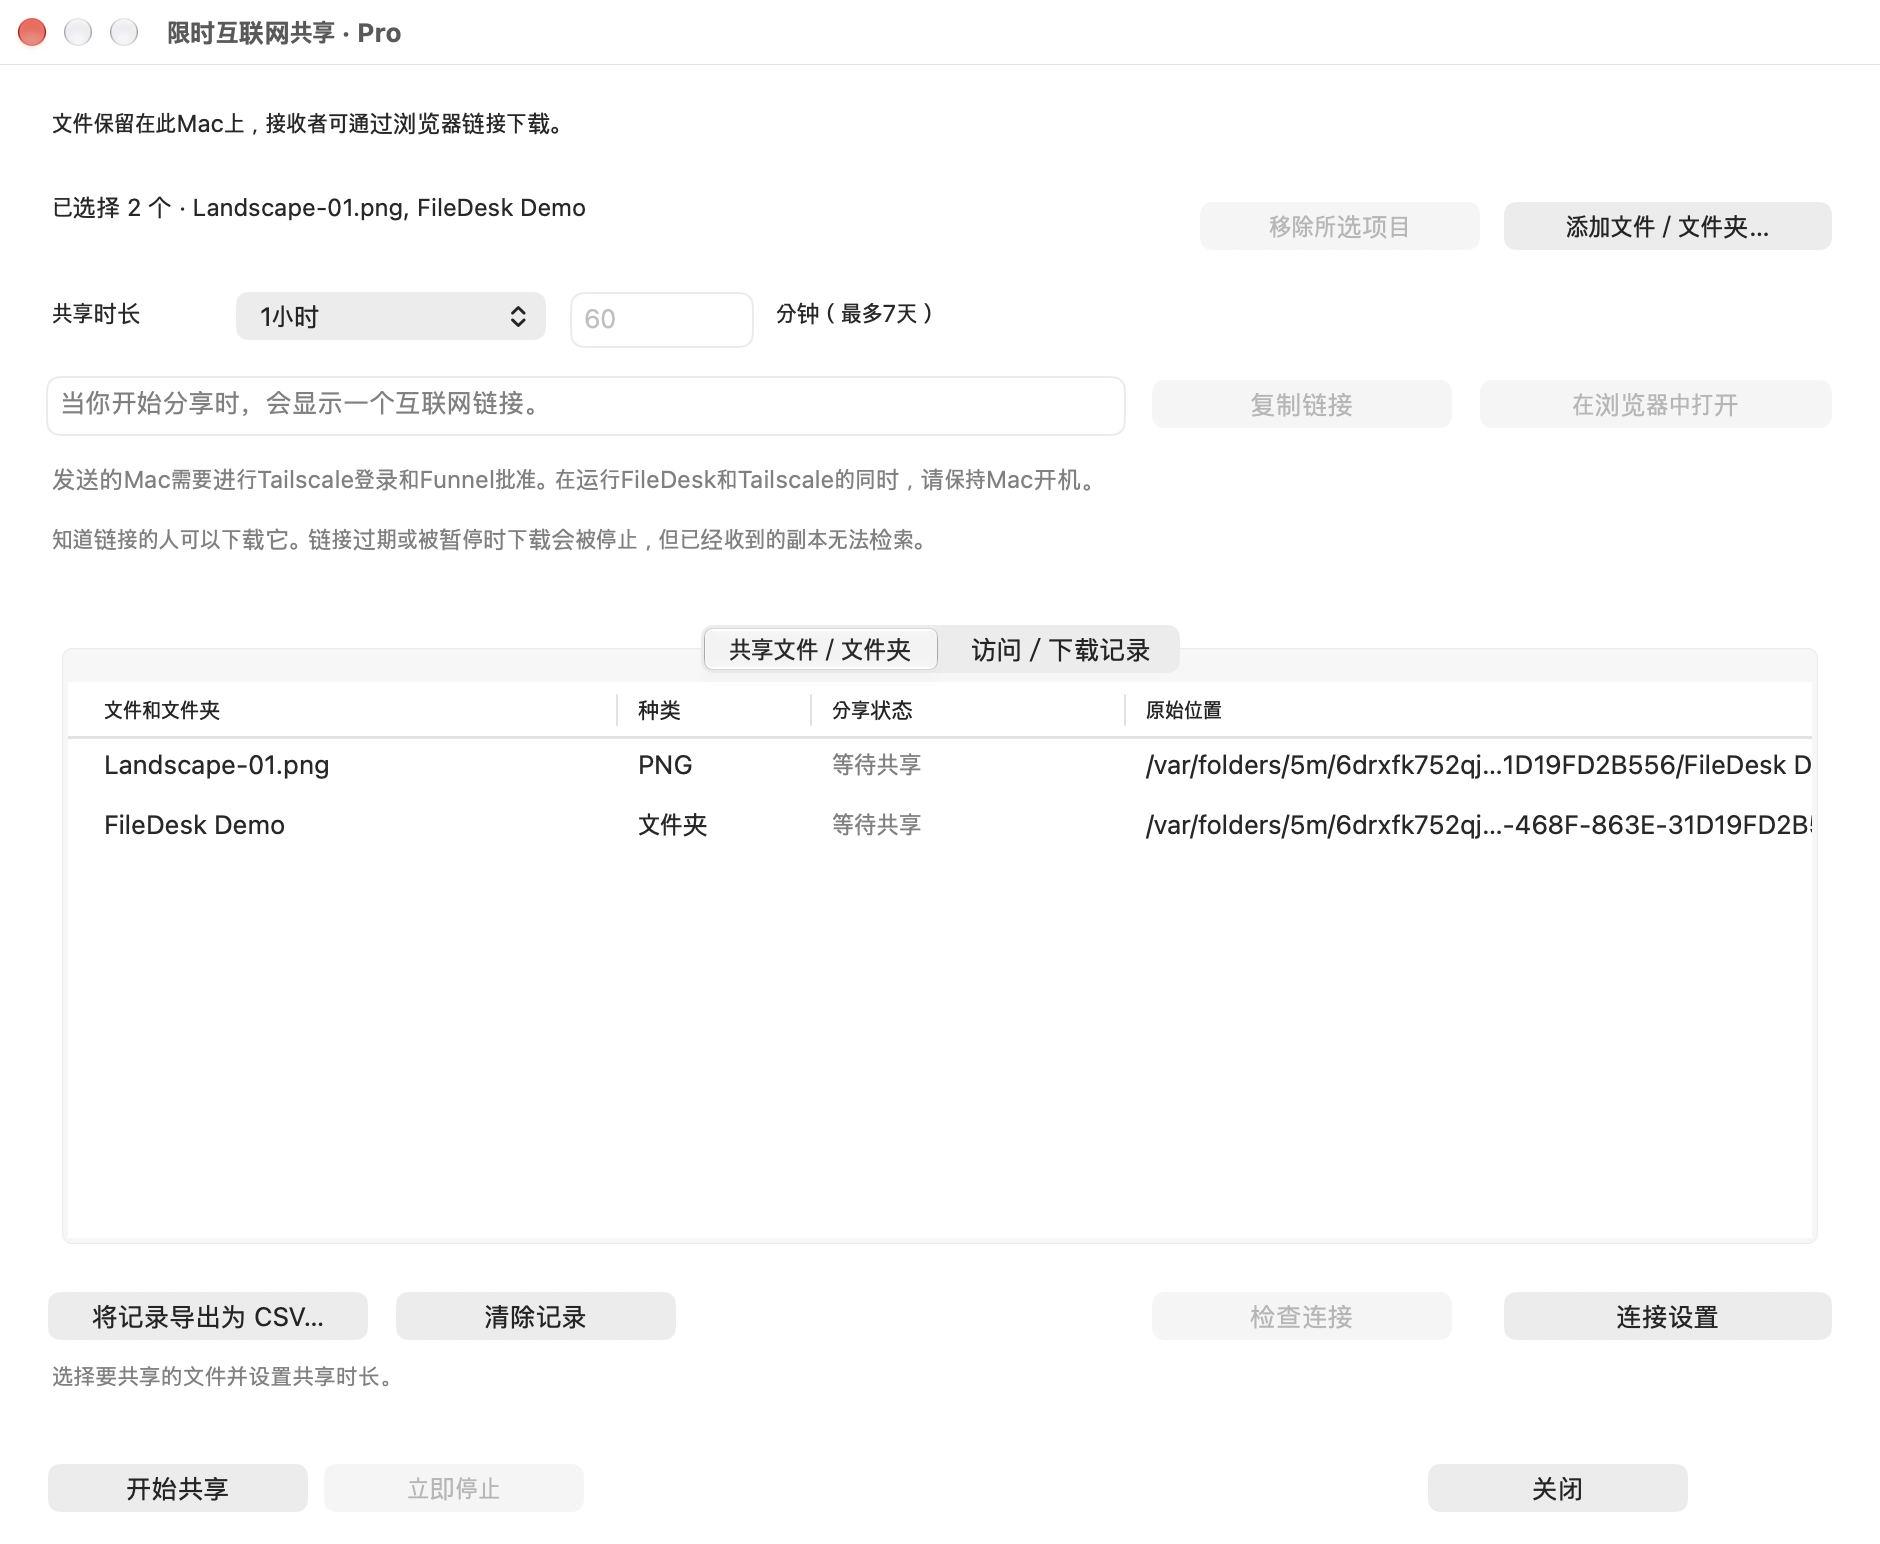 限时互联网共享 · Pro
文件保留在此Mac上，接收者可通过浏览器链接下载。
已选择 2 个 · Landscape-01.png, FileDesk Demo
移除所选项目
添加文件 / 文件夹...
共享时长
1小时
60
分钟（最多7天）
当你开始分享时，会显示一个互联网链接。
复制链接
在浏览器中打开
发送的Mac需要进行Tailscale登录和Funnel批准。在运行FileDesk和Tailscale的同时，请保持Mac开机。
知道链接的人可以下载它。链接过期或被暂停时下载会被停止，但已经收到的副本无法检索。
共享文件 / 文件夹
访问 / 下载记录
文件和文件夹 种类 分享状态 原始位置
Landscape-01.png PNG 等待共享 /var/folders/5m/6drxfk752qj...1D19FD2B556/FileDesk D
FileDesk Demo 文件夹 等待共享 /var/folders/5m/6drxfk752qj...-468F-863E-31D19FD2B
将记录导出为 CSV...
清除记录
检查连接
连接设置
选择要共享的文件并设置共享时长。
开始共享
立即停止
关闭